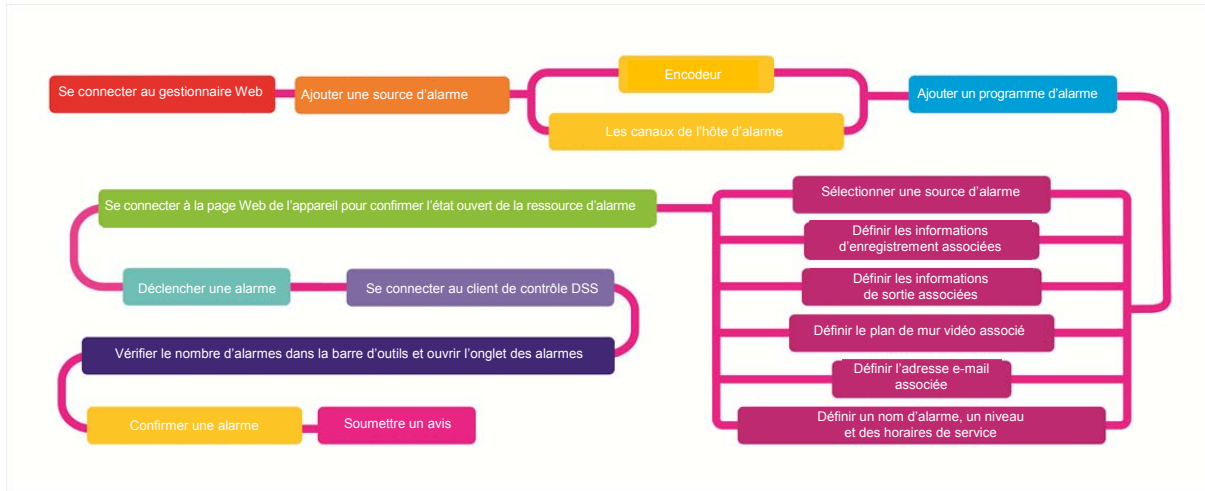 Se connecter au gestionnaire Web
Ajouter une source d'alarme
Encodeur
Les canaux de l'hôte d'alarme
Ajouter un programme d'alarme
Sélectionner une source d'alarme
Définir les informations
d'enregistrement associées
Définir les informations
de sortie associées
Définir le plan de mur vidéo associé
Définir l'adresse e-mail
associée
Définir un nom d'alarme, un niveau
et des horaires de service
Se connecter à la page Web de l'appareil pour confirmer l'état ouvert de la ressource d'alarme
Déclencher une alarme
Se connecter au client de contrôle DSS
Vérifier le nombre d'alarmes dans la barre d'outils et ouvrir l'onglet des alarmes
Confirmer une alarme
Soumettre un avis